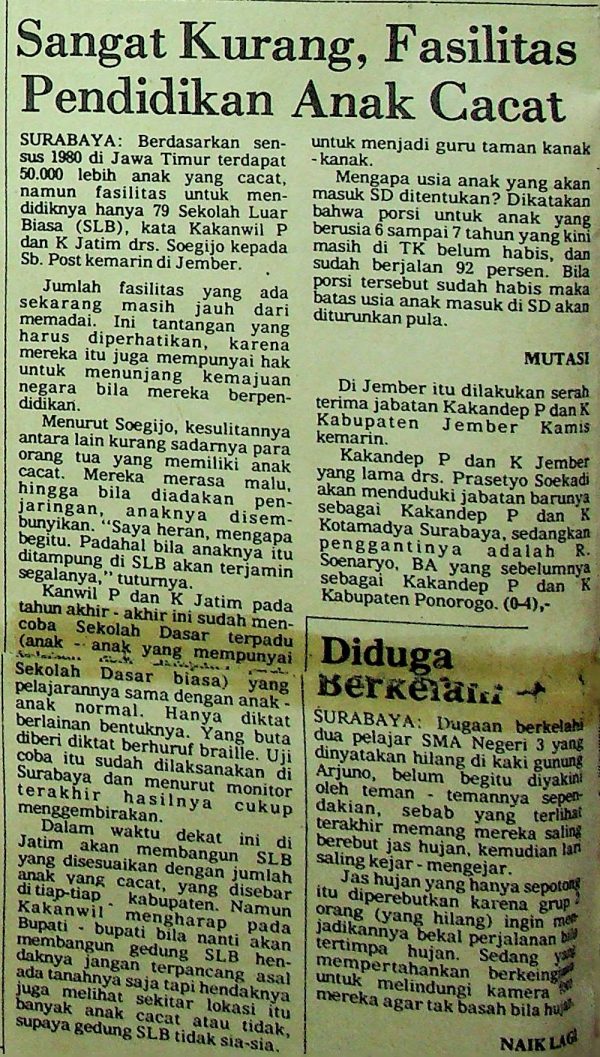 Sangat Kurang, Fasilitas
Pendidikan Anak Cacat
SURABAYA: Berdasarkan sen-
sus 1980 di Jawa Timur terdapat
50.000 lebih anak yang cacat,
namun fasilitas untuk men-
didiknya hanya 79 Sekolah Luar
Biasa (SLB), kata Kakanwil P
dan K Jatim drs. Soegijo kepada
Sb. Post kemarin di Jember.
Jumlah fasilitas yang ada
sekarang masih jauh dari
memadai. Ini tantangan yang
harus diperhatikan, karena
mereka itu juga mempunyai hak
untuk menunjang kemajuan
negara bila mereka berpen-
didikan.
Menurut Soegijo, kesulitannya
antara lain kurang sadarnya para
orang tua yang memiliki anak
cacat. Mereka merasa malu,
hingga bila diadakan pen-
jaringan, anaknya disem-
bunyikan. "Saya heran, mengapa
begitu. Padahal bila anaknya itu
ditampung di SLB akan terjamin
segalanya," tuturnya.
Kanwil P dan K Jatim pada
tahun akhir - akhir ini sudah men-
coba Sekolah Dasar terpadu
(anak - anak yang mempunyai
Sekolah Dasar biasa) yang
pelajarannya sama dengan anak -
anak normal. Hanya diktat
berlainan bentuknya. Yang buta
diberi diktat berhuruf braille. Uji
coba itu sudah dilaksanakan di
Surabaya dan menurut monitor
terakhir hasilnya cukup
menggembirakan.
Dalam waktu dekat ini di
Jatim akan membangun SLB
yang disesuaikan dengan jumlah
anak yang cacat, yang disebar
di tiap-tiap kabupaten. Namun
Kakanwil mengharap pada
Bupati - bupati bila nanti akan
membangun gedung SLB hen-
daknya jangan terpancang asal
ada tanahnya saja tapi hendaknya
juga melihat sekitar lokasi itu
banyak anak cacat atau tidak,
supaya gedung SLB tidak sia-sia.
untuk menjadi guru taman kanak
- kanak.
Mengapa usia anak yang akan
masuk SD ditentukan? Dikatakan
bahwa porsi untuk anak yang
berusia 6 sampai 7 tahun yang kini
masih di TK belum habis, dan
sudah berjalan 92 persen. Bila
porsi tersebut sudah habis maka
batas usia anak masuk di SD akan
diturunkan pula.
MUTASI
Di Jember itu dilakukan serah
terima jabatan Kakandep P dan K
Kabupaten Jember Kamis
kemarin.
Kakandep P dan K Jember
yang lama drs. Prasetyo Soekadi
akan menduduki jabatan barunya
sebagai Kakandep P dan K
Kotamadya Surabaya, sedangkan
penggantinya adalah R.
Soenaryo, BA yang sebelumnya
sebagai Kakandep P dan K
Kabupaten Ponorogo. (0-4),-
Diduga
Berkelahi
SURABAYA: Dugaan berkelahi
dua pelajar SMA Negeri 3 yang
dinyatakan hilang di kaki gunung
Arjuno, belum begitu diyakini
oleh teman - temannya sepen-
dakian, sebab yang terlihat
terakhir memang mereka saling
berebut jas hujan, kemudian lari
saling kejar - mengejar.
Jas hujan yang hanya sepotong
itu diperebutkan karena grup 2
orang (yang hilang) ingin men-
jadikannya bekal perjalanan bila
tertimpa hujan. Sedang yang
mempertahankan berkeinginan
untuk melindungi kamera
mereka agar tak basah bila hujan.
NAIK LAGI